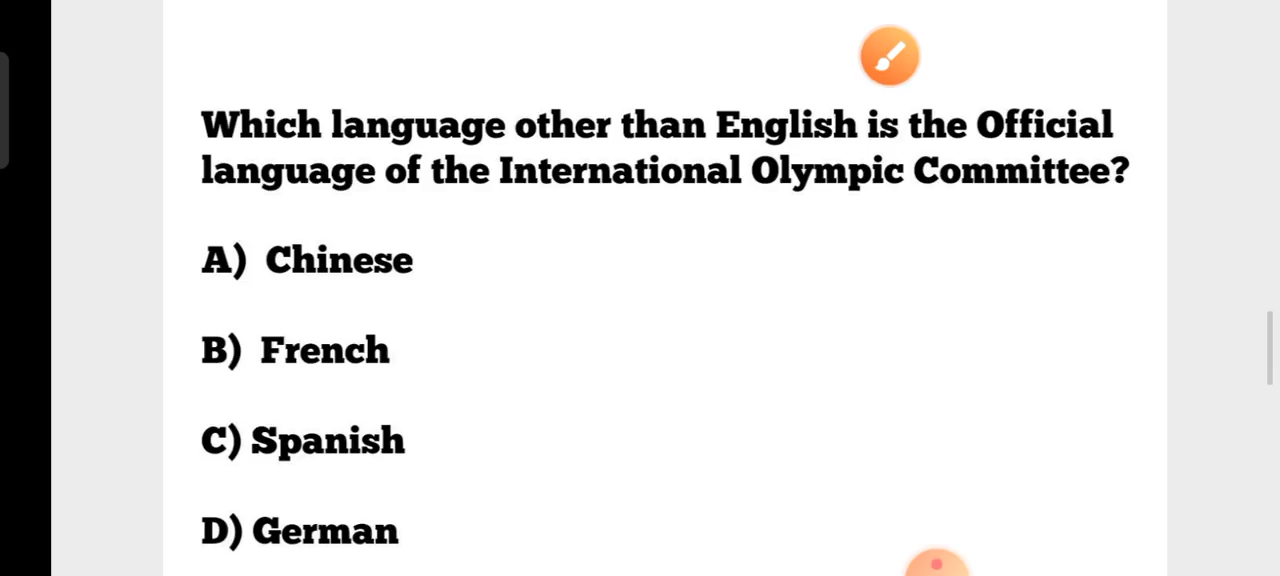 Which language other than English is the Official
language of the International Olympic Committee?
A) Chinese
B) French
C) Spanish
D) German